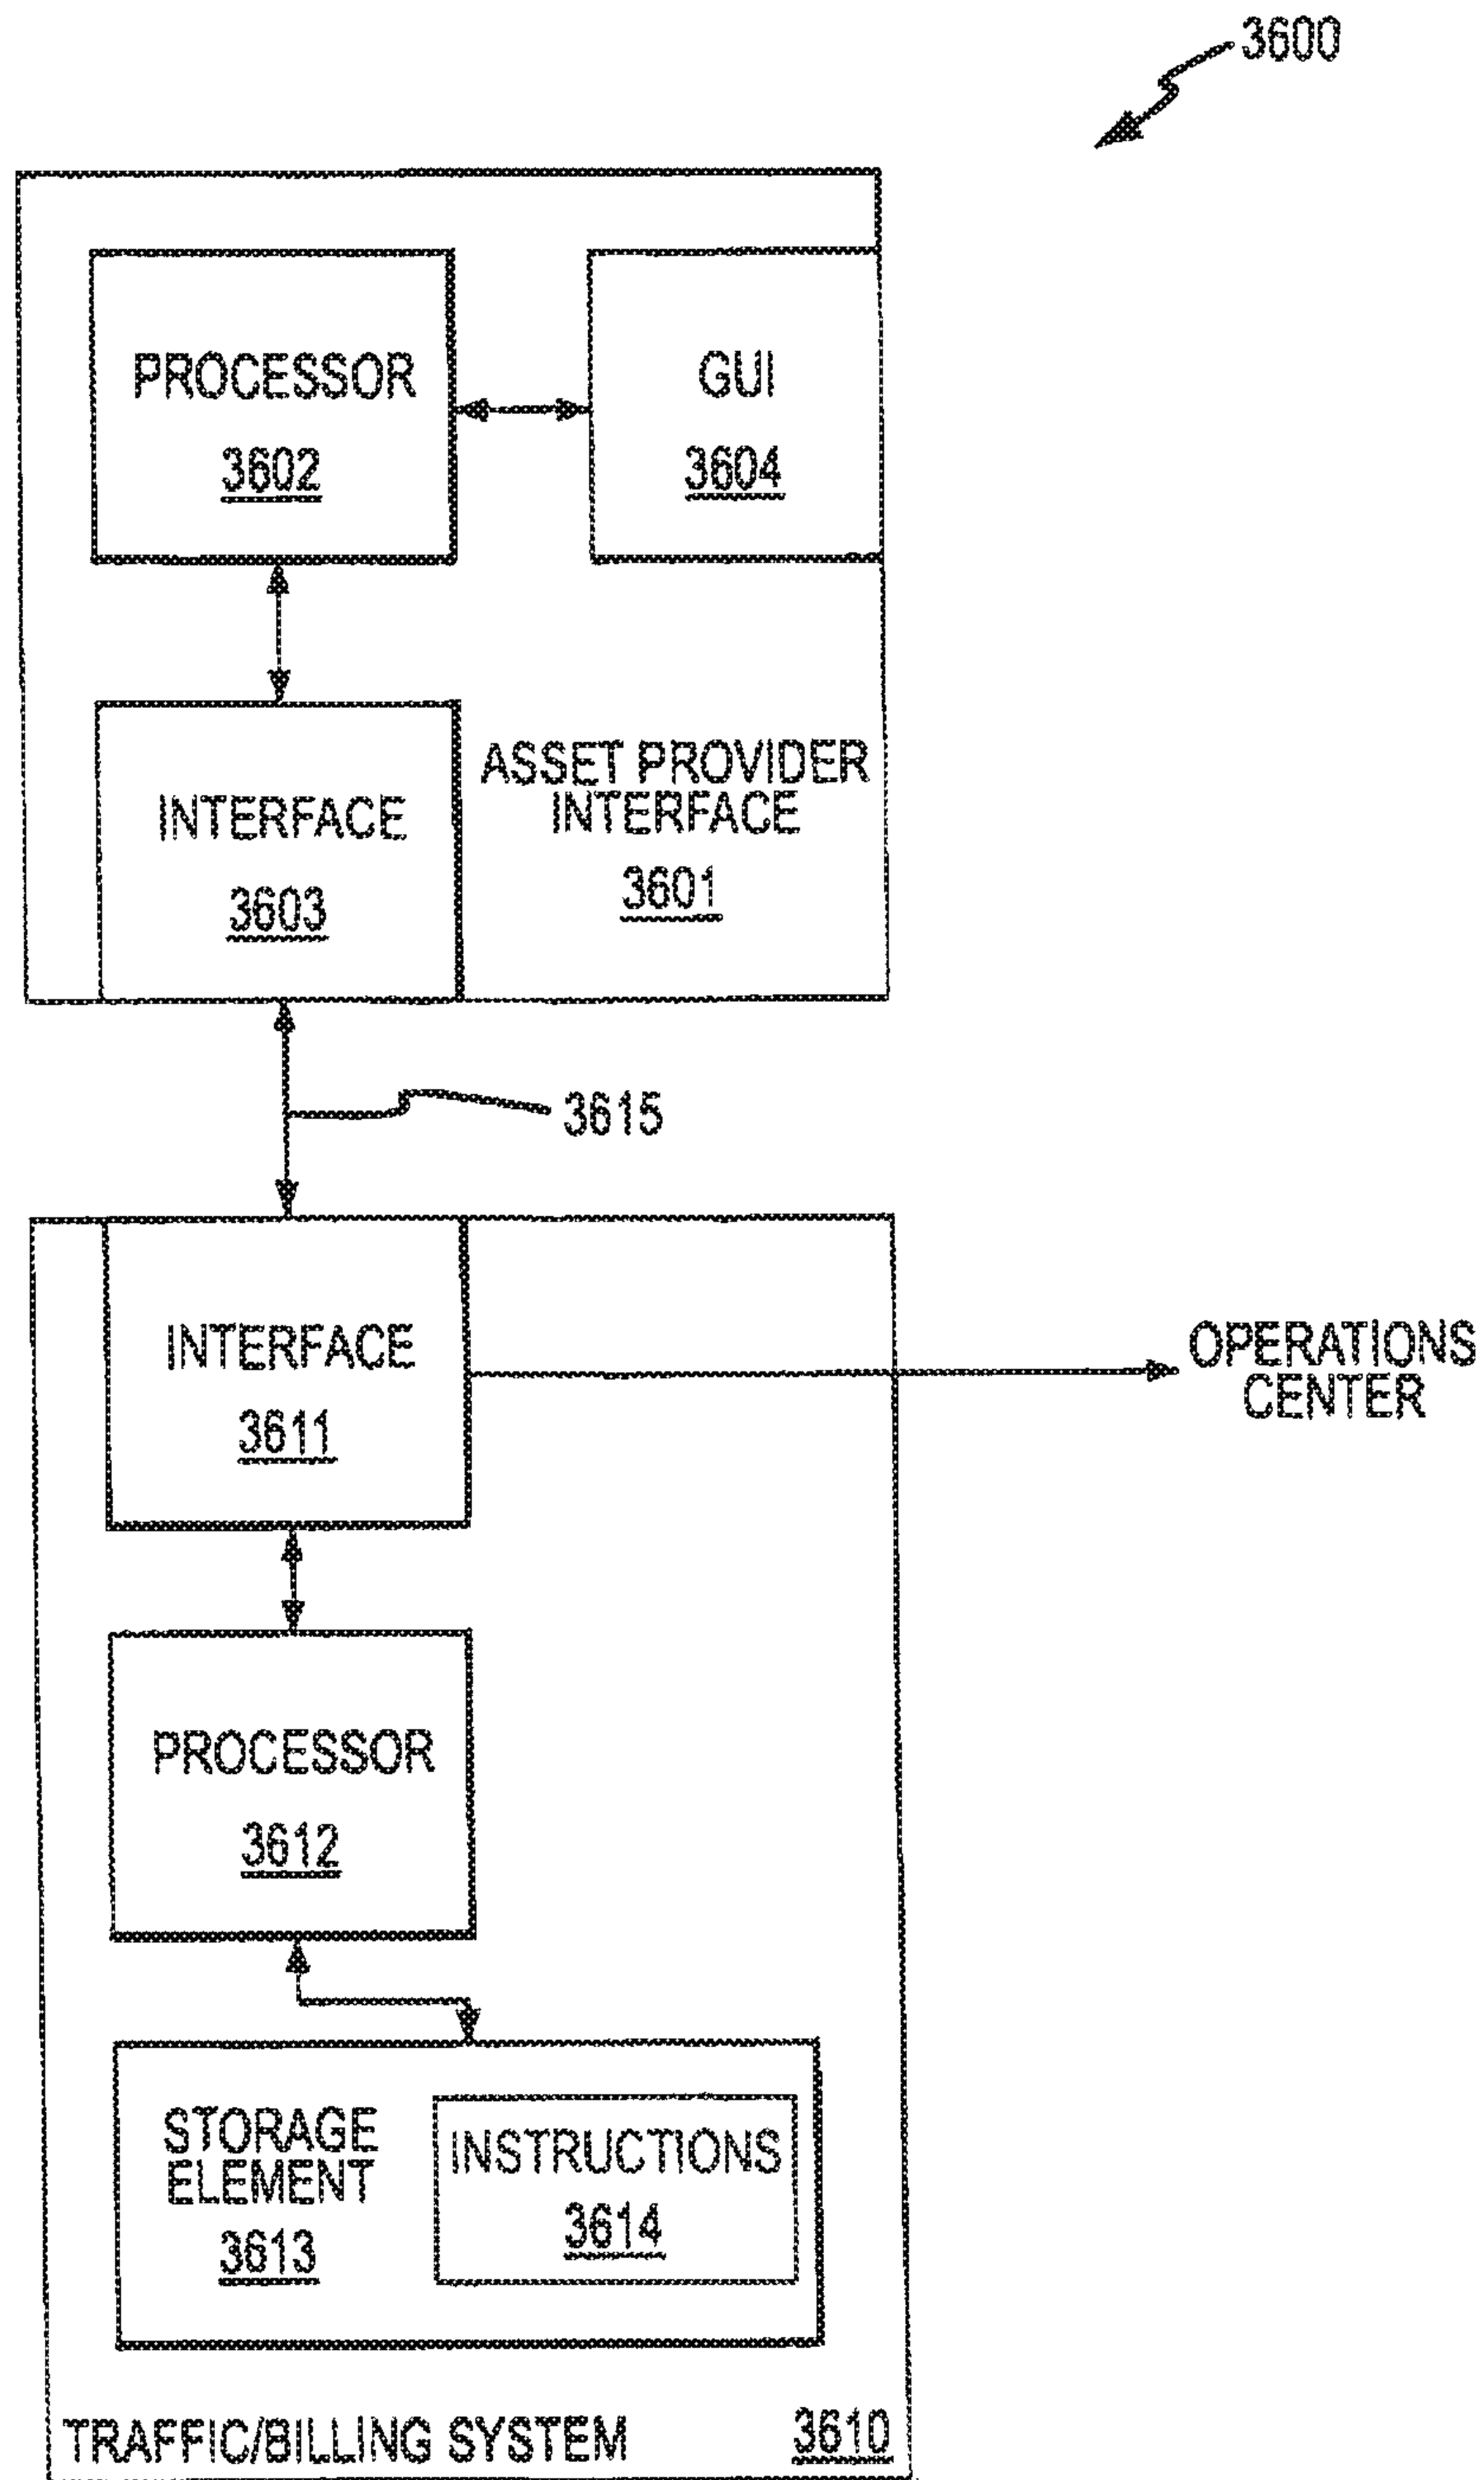 3600
PROCESSOR
3602
GUI
3604
INTERFACE
3603
ASSET PROVIDER
INTERFACE
3601
3615
INTERFACE
3611
OPERATIONS
CENTER
PROCESSOR
3612
STORAGE
ELEMENT
3613
INSTRUCTIONS
3614
TRAFFIC/BILLING SYSTEM
3610